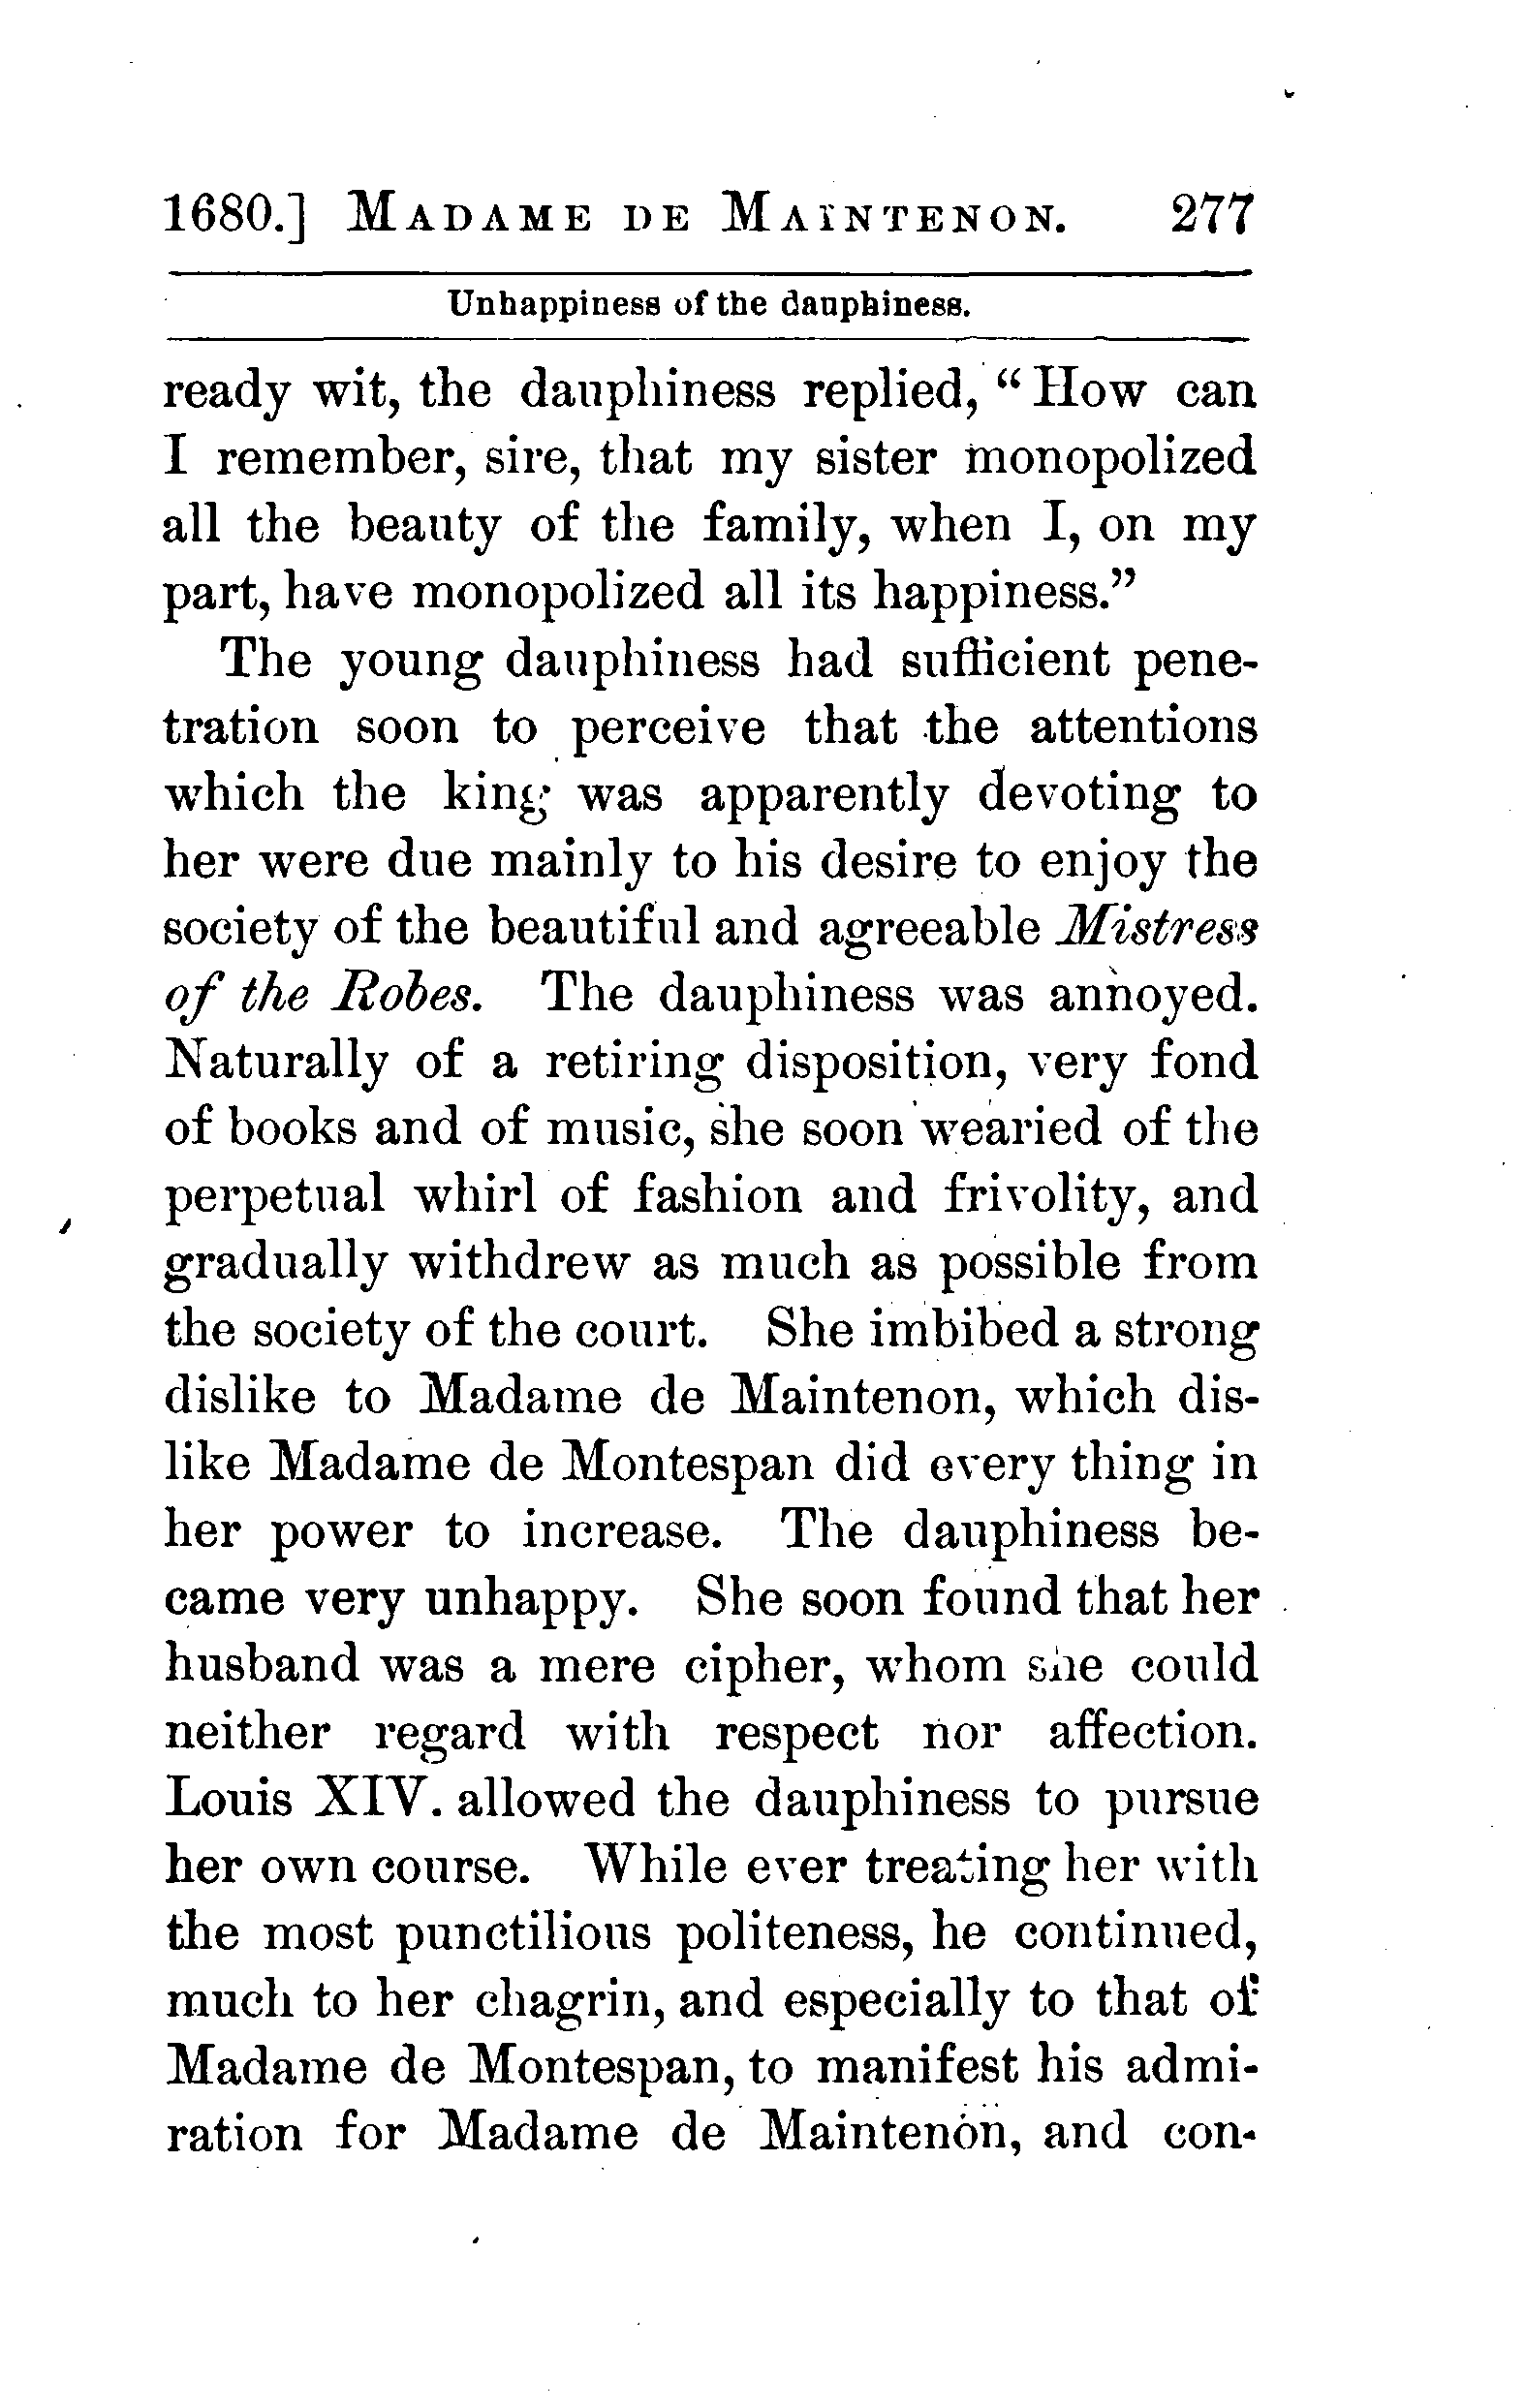 1680.] MADAME DE MAINTENON. 277
Unhappiness of the dauphiness.
ready wit, the dauphiness replied, “How can
I remember, sire, that my sister monopolized
all the beauty of the family, when I, on my
part, have monopolized all its happiness.”
The young dauphiness had sufficient pene-
tration soon to perceive that the attentions
which the king was apparently devoting to
her were due mainly to his desire to enjoy the
society of the beautiful and agreeable Mistress
of the Robes. The dauphiness was annoyed.
Naturally of a retiring disposition, very fond
of books and of music, she soon wearied of the
perpetual whirl of fashion and frivolity, and
gradually withdrew as much as possible from
the society of the court. She imbibed a strong
dislike to Madame de Maintenon, which dis-
like Madame de Montespan did every thing in
her power to increase. The dauphiness be-
came very unhappy. She soon found that her
husband was a mere cipher, whom she could
neither regard with respect nor affection.
Louis XIV. allowed the dauphiness to pursue
her own course. While ever treating her with
the most punctilious politeness, he continued,
much to her chagrin, and especially to that of
Madame de Montespan, to manifest his admi-
ration for Madame de Maintenon, and con-